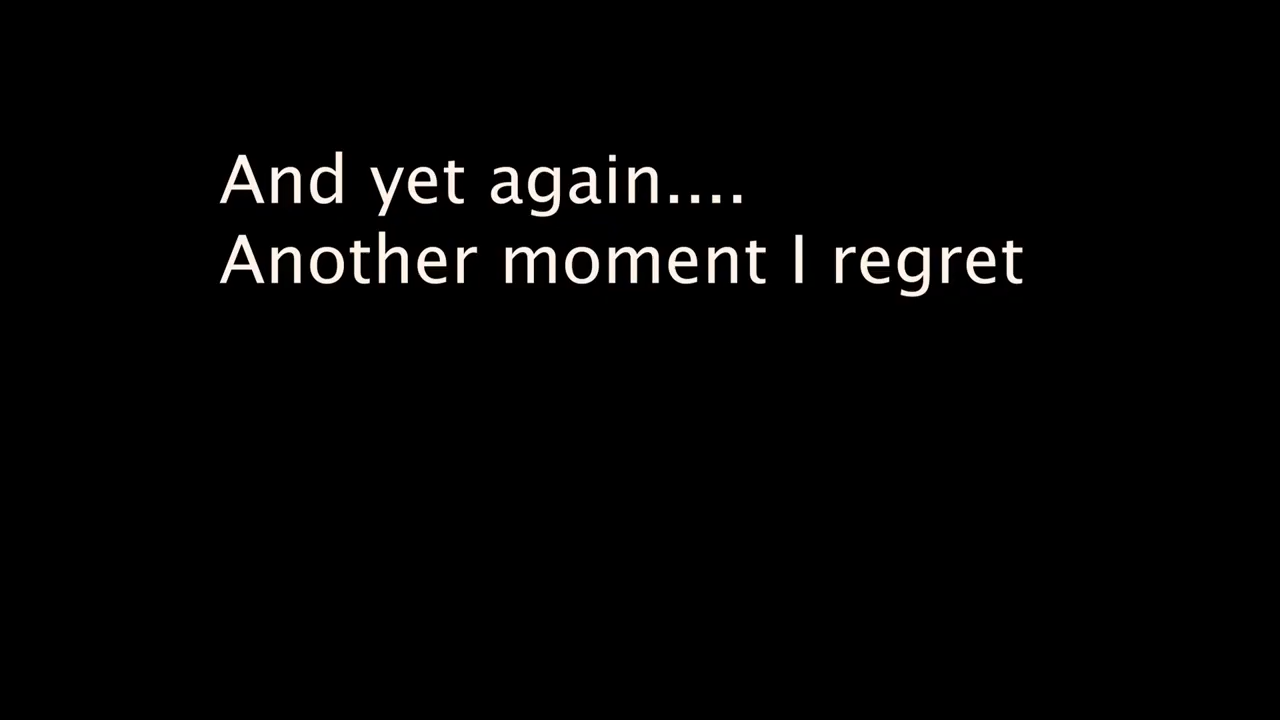 And yet again....
Another moment I regret